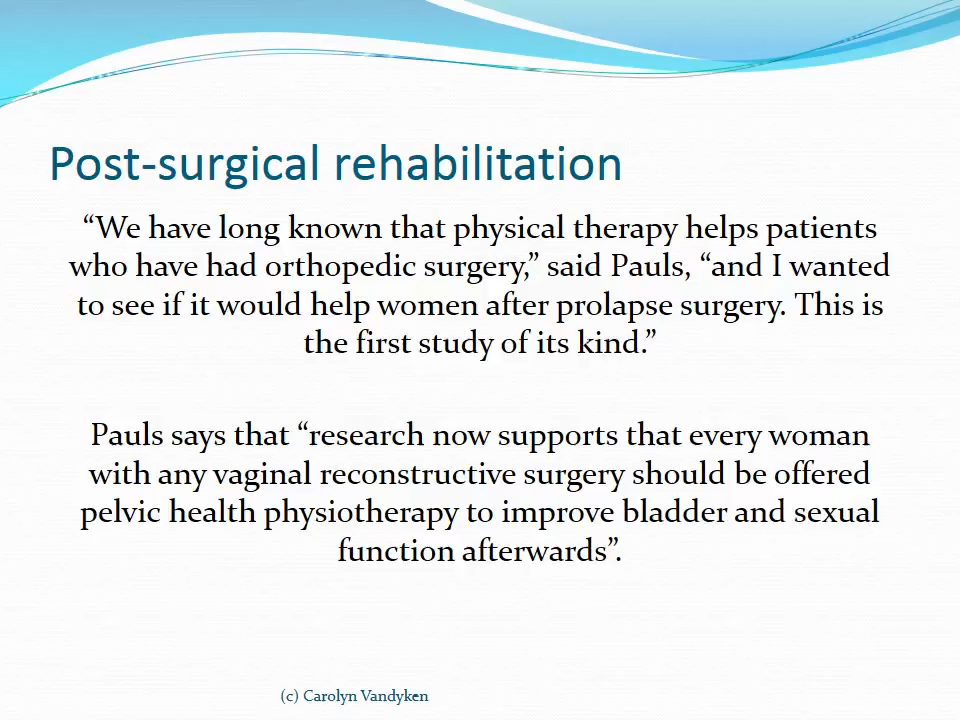 Post-surgical rehabilitation
“We have long known that physical therapy helps patients
who have had orthopedic surgery,” said Pauls, “and I wanted
to see if it would help women after prolapse surgery. This is
the first study of its kind.”
Pauls says that “research now supports that every woman
with any vaginal reconstructive surgery should be offered
pelvic health physiotherapy to improve bladder and sexual
function afterwards”.
(c) Carolyn Vandyken